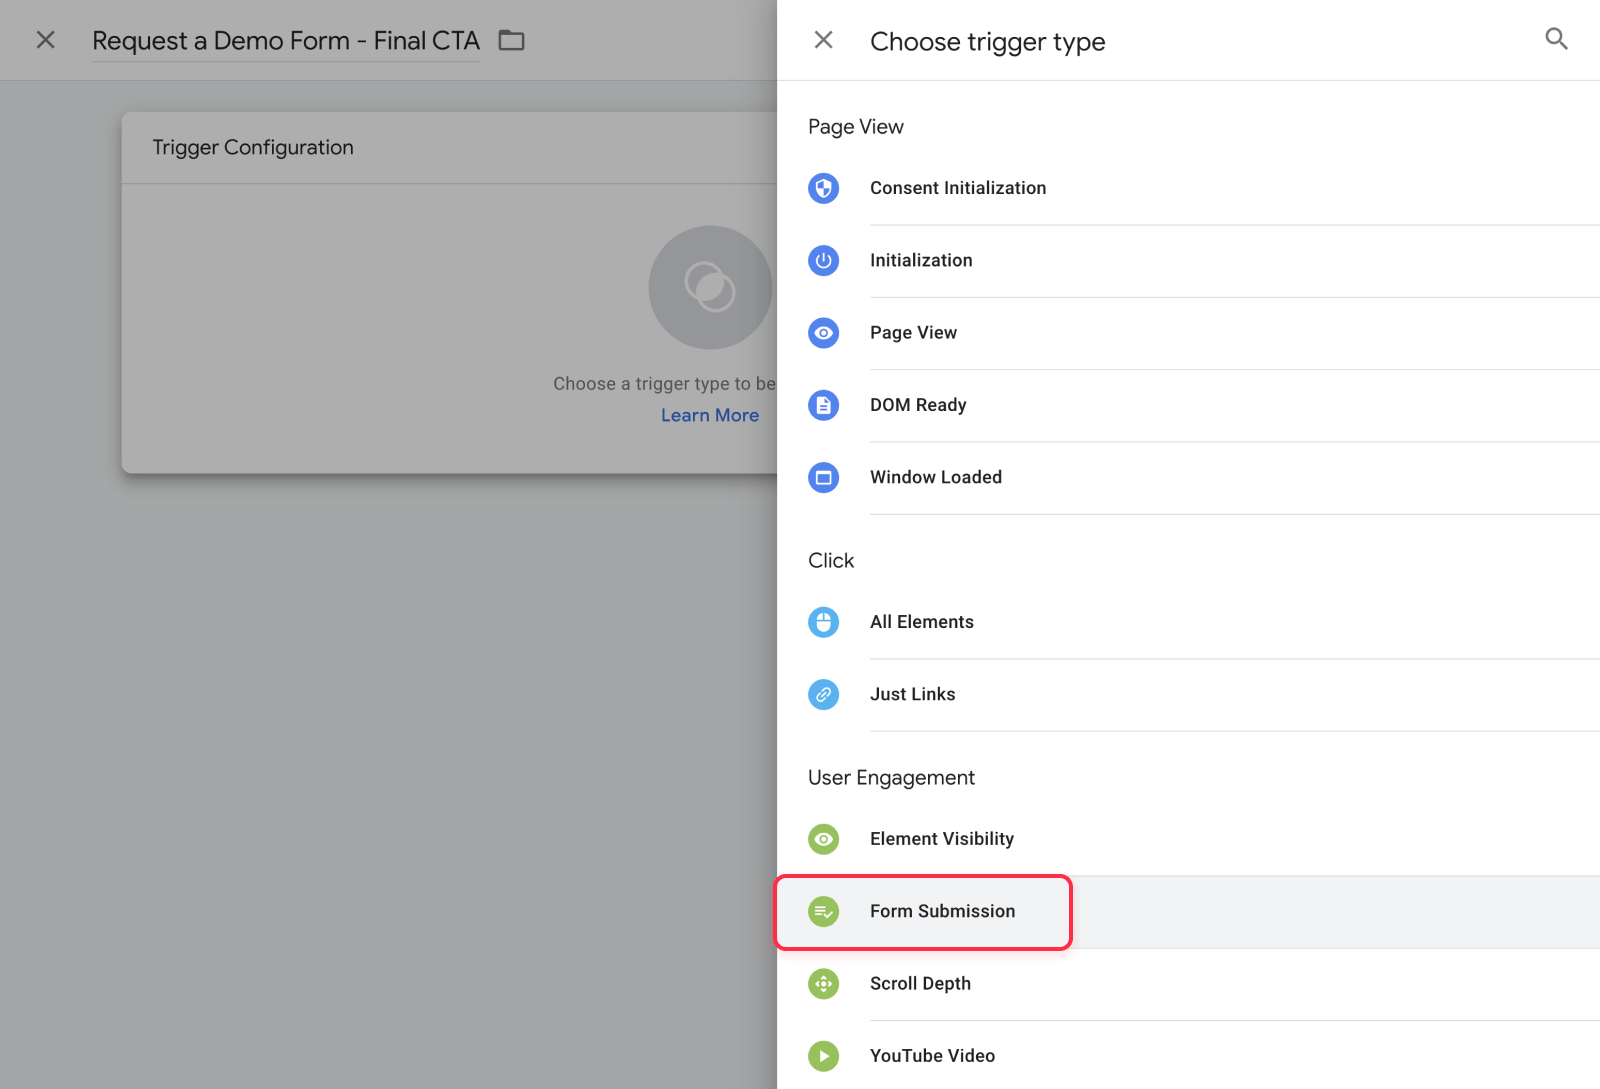 Request a Demo Form - Final CTA
Trigger Configuration
Choose a trigger type to be
Learn More
Choose trigger type
Page View
Consent Initialization
Initialization
Page View
DOM Ready
Window Loaded
Click
All Elements
Just Links
User Engagement
Element Visibility
Form Submission
Scroll Depth
YouTube Video